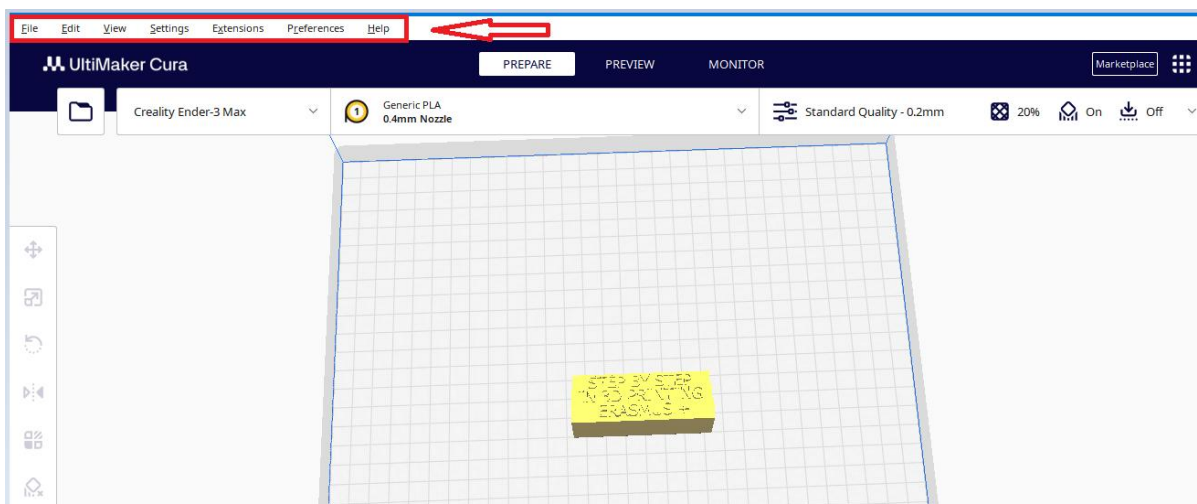 File Edit View Settings Extensions Preferences Help
UltiMaker Cura PREPARE PREVIEW MONITOR Marketplace
Creality Ender-3 Max 1 Generic PLA Standard Quality - 0.2mm 20% On Off
0.4mm Nozzle
STEP BY STEP
IN 3D PRINTING
ERASMUS +